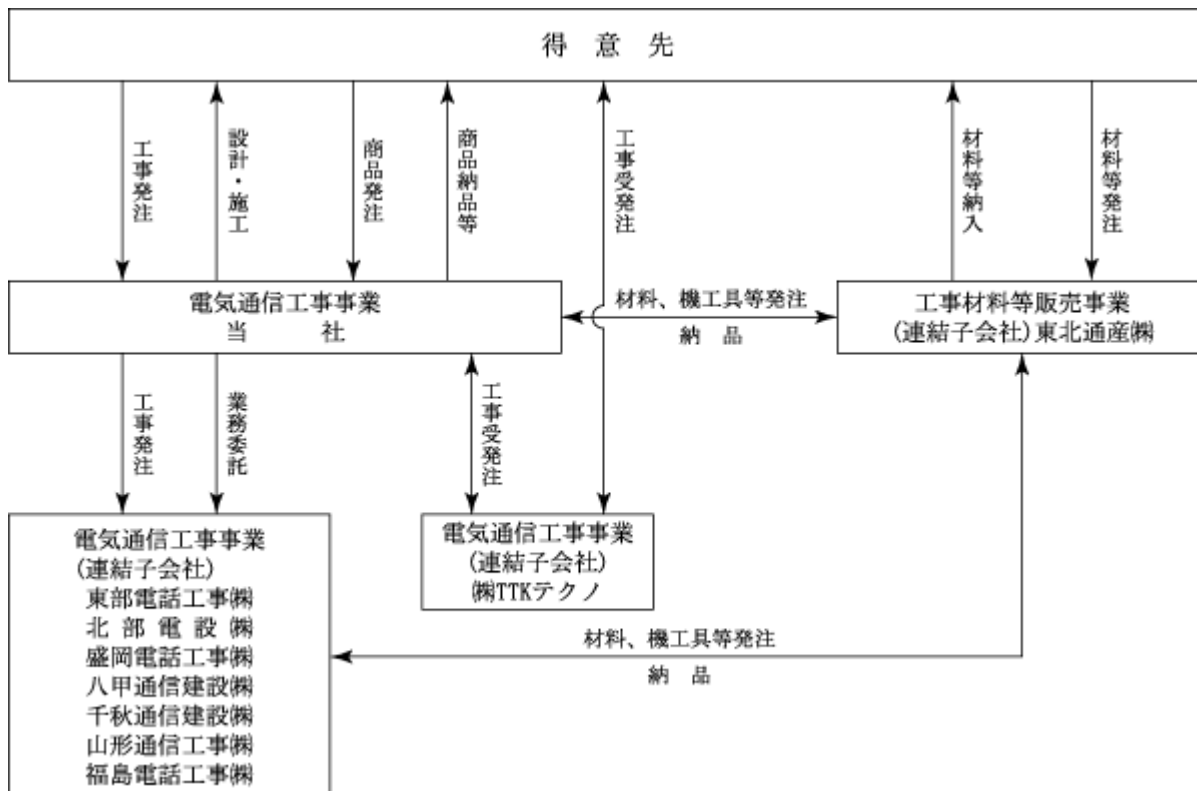 得意先
工事発注
設計・施工
商品発注
商品納品等
工事受発注
材料等納入
材料等発注
電気通信工事事業
当社
材料、機工具等発注
納品
工事材料等販売事業
(連結子会社)東北通産㈱
工事発注
業務委託
工事受発注
電気通信工事事業
(連結子会社)
東部電話工事㈱
北部電設㈱
盛岡電話工事㈱
八甲通信建設㈱
千秋通信建設㈱
山形通信工事㈱
福島電話工事㈱
電気通信工事事業
(連結子会社)
㈱TTKテクノ
材料、機工具等発注
納品